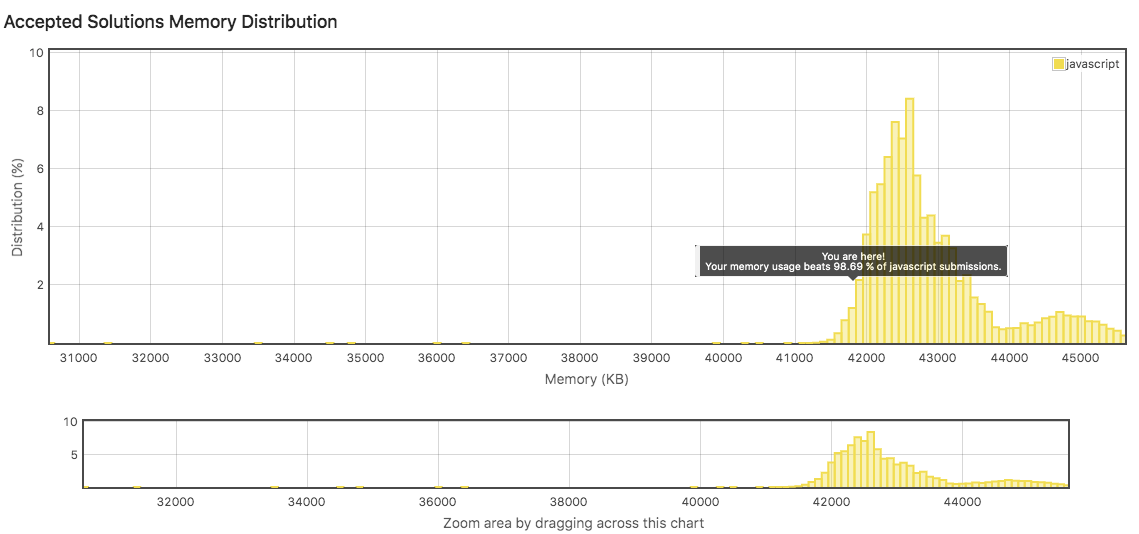 Accepted Solutions Memory Distribution
10
javascript
8
6
4
2
Distribution (%)
You are here!
Your memory usage beats 98.69 % of javascript submissions.
31000 32000 33000 34000 35000 36000 37000 38000 39000 40000 41000 42000 43000 44000 45000
Memory (KB)
10
5
32000 34000 36000 38000 40000 42000 44000
Zoom area by dragging across this chart